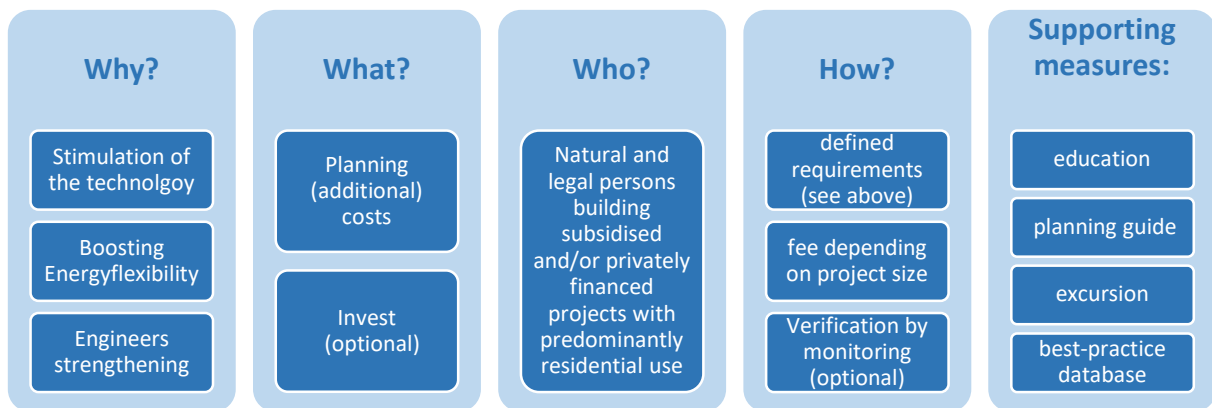 Why?
Stimulation of
the technolgoy
Boosting
Energyflexibility
Engineers
strengthening
What?
Planning
(additional)
costs
Invest
(optional)
Who?
Natural and
legal persons
building
subsidised
and/or privately
financed
projects with
predominantly
residential use
How?
defined
requirements
(see above)
fee depending
on project size
Verification by
monitoring
(optional)
Supporting
measures:
education
planning guide
excursion
best-practice
database